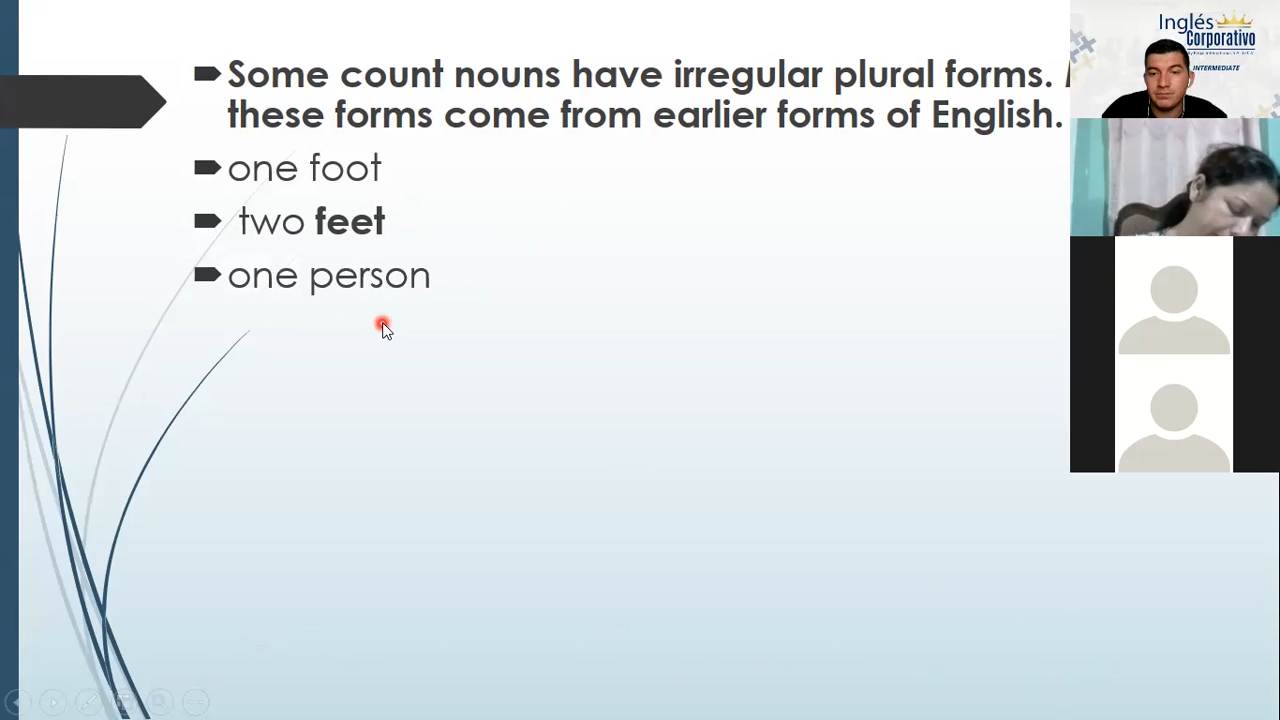 Some count nouns have irregular plural forms.
these forms come from earlier forms of English.
one foot
two feet
one person
Inglés
Corporativo
INTERMEDIATE